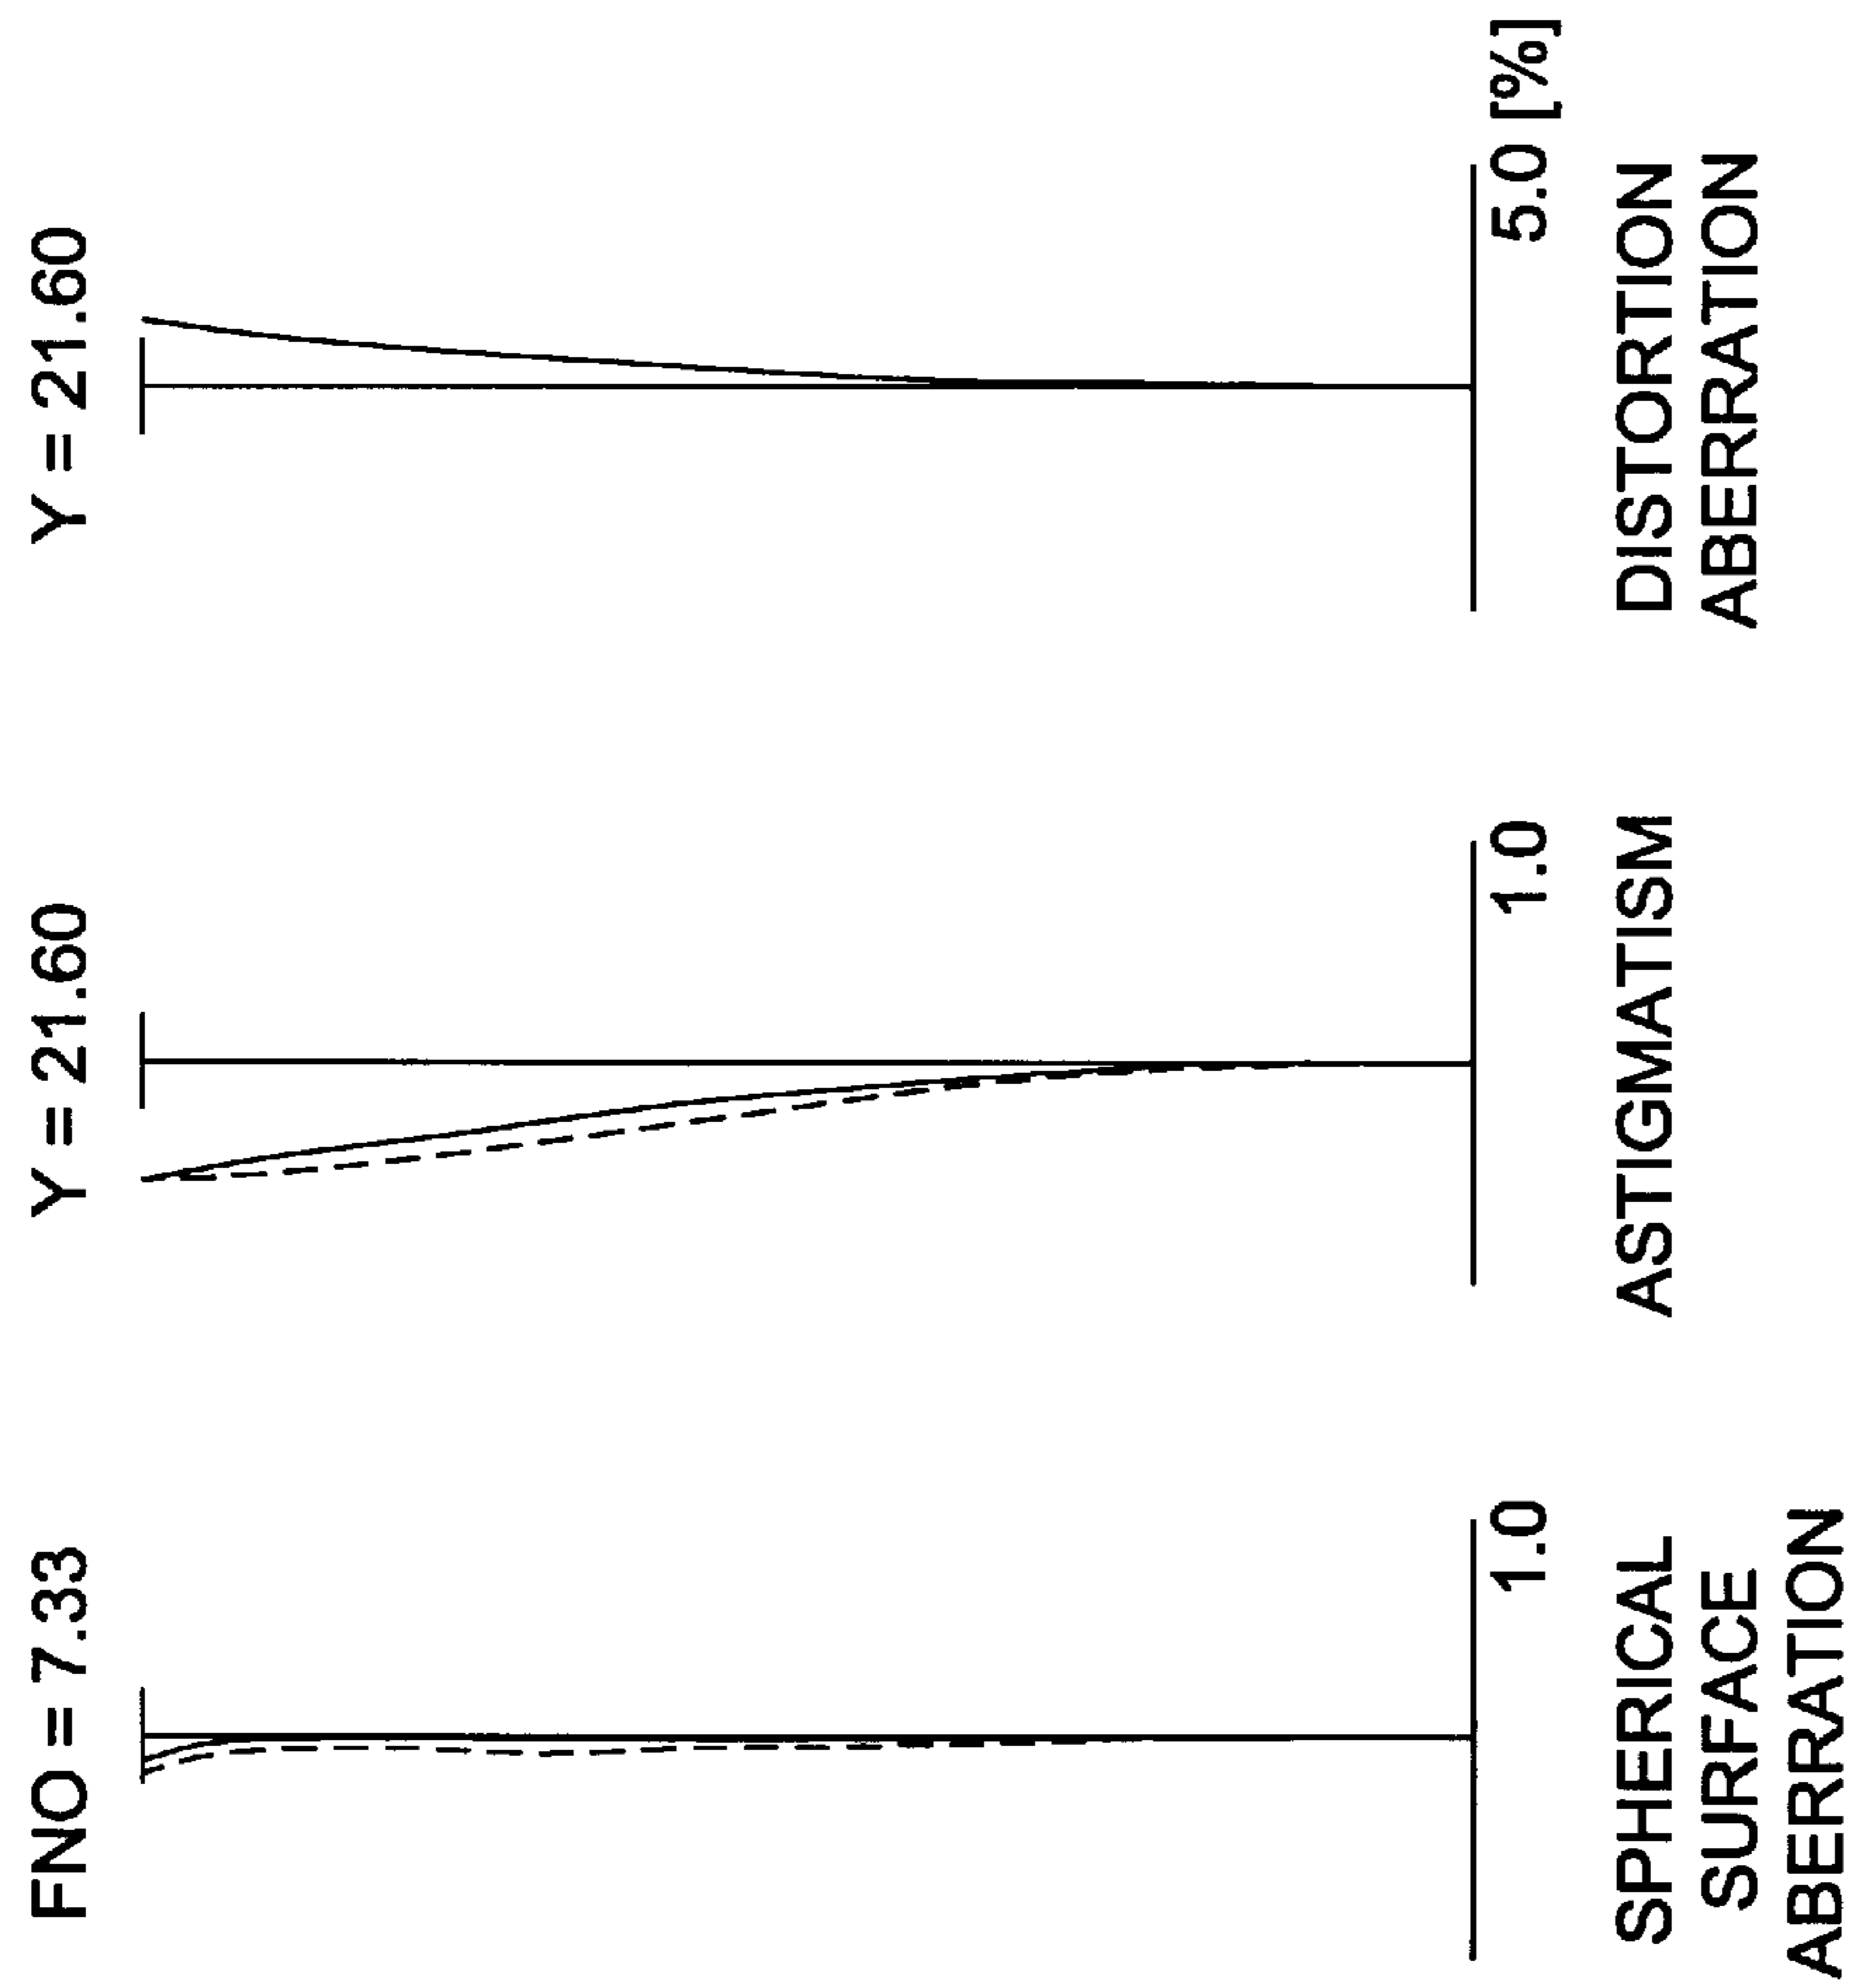 FNO = 7.33
1.0
SPHERICAL
SURFACE
ABERRATION
Y = 21.60
1.0
ASTIGMATISM
Y = 21.60
5.0 [%]
DISTORTION
ABERRATION